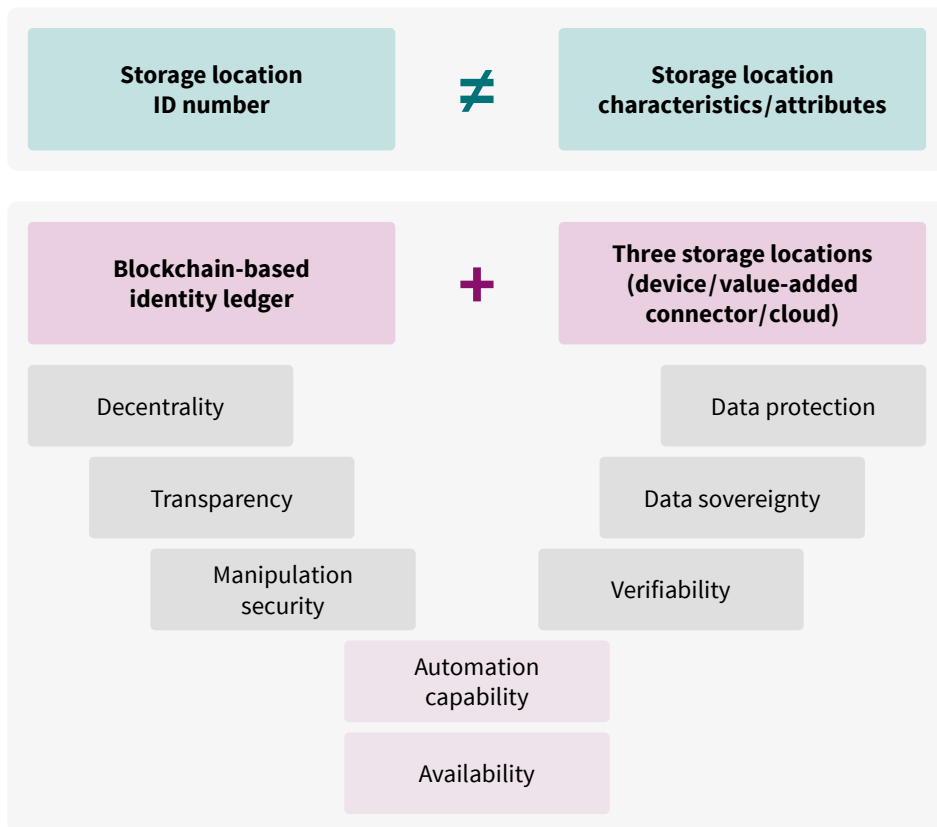 Storage location
ID number
≠
Storage location
characteristics/attributes
Blockchain-based
identity ledger
+
Three storage locations
(device/value-added
connector/cloud)
Decentrality
Data protection
Transparency
Data sovereignty
Manipulation
security
Verifiability
Automation
capability
Availability